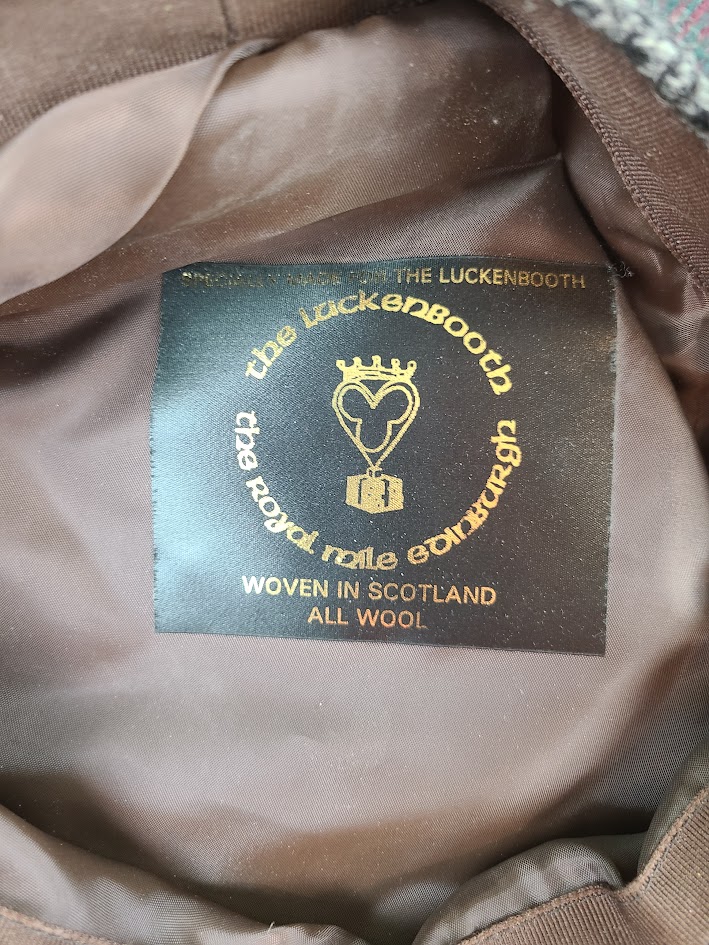 SPECIALLY MADE FOR THE LUCKENBOOTH
the LUCKENBOOTH
the ROYAL MILE EDINBURGH
WOVEN IN SCOTLAND
ALL WOOL